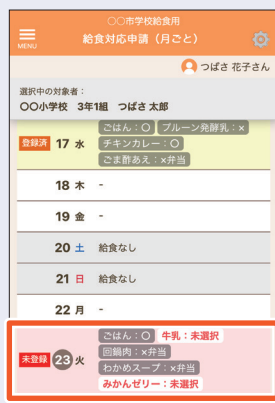 〇〇市学校給食用
給食対応申請（月ごと）
MENU
つばさ 花子さん
選択中の対象者：
〇〇小学校 3年1組 つばさ 太郎
登録済 17 水 ごはん：〇 プルーン発酵乳：×
チキンカレー：〇
ごま酢あえ：×弁当
18 木 -
19 金 -
20 土 給食なし
21 日 給食なし
22 月 -
未登録 23 火 ごはん：〇 牛乳：未選択
回鍋肉：×弁当
わかめスープ：×弁当
みかんゼリー：未選択